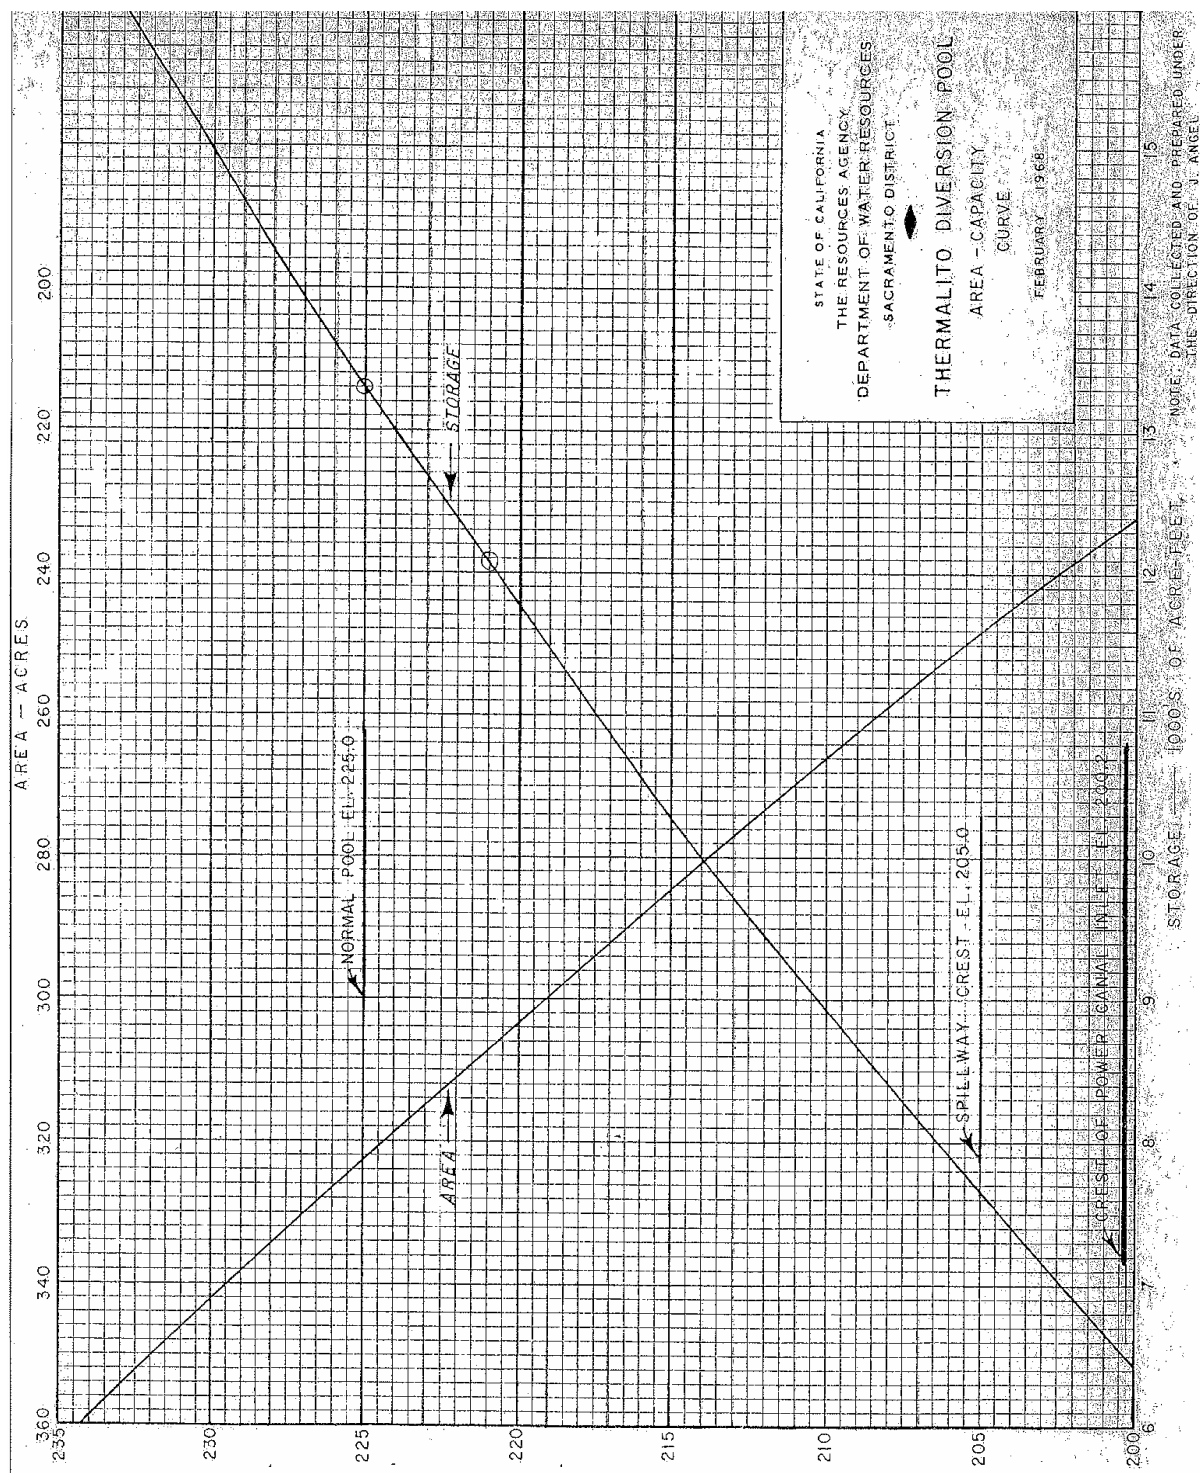 AREA — ACRES
360 340 320 300 280 260 240 220 200
235
230
225
220
215
210
205
200
NORMAL POOL EL. 225.0
STORAGE
AREA
SPILLWAY CREST EL. 205.0
CREST OF POWER CANAL INLET EL. 200.2
6 7 8 9 10 11 12 13 14 15
STORAGE — 1000S OF ACRE-FEET
STATE OF CALIFORNIA
THE RESOURCES AGENCY
DEPARTMENT OF WATER RESOURCES
SACRAMENTO DISTRICT
THERMALITO DIVERSION POOL
AREA - CAPACITY
CURVE
FEBRUARY 1968
NOTE: DATA COLLECTED AND PREPARED UNDER
THE DIRECTION OF J. ANGEL